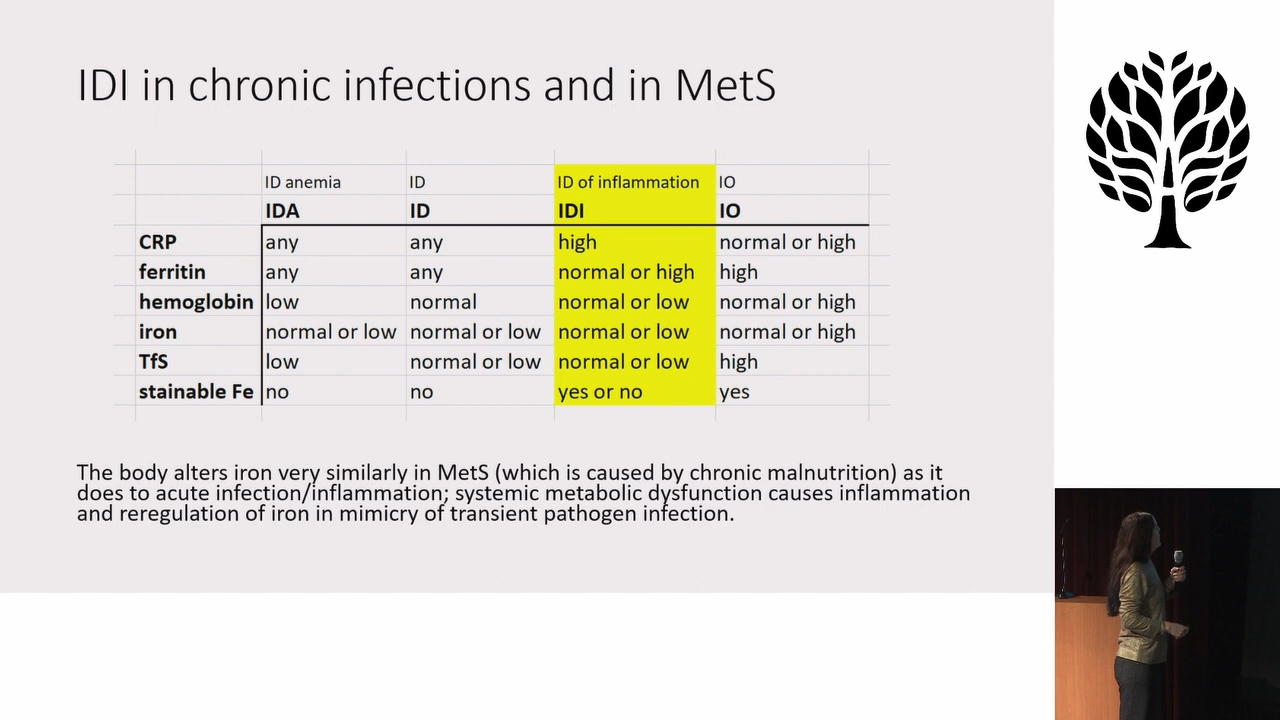 IDI in chronic infections and in MetS
ID anemia ID ID of inflammation IO
IDA ID IDI IO
CRP any any high normal or high
ferritin any any normal or high high
hemoglobin low normal normal or low normal or high
iron normal or low normal or low normal or low normal or high
TfS low normal or low normal or low high
stainable Fe no no yes or no yes
The body alters iron very similarly in MetS (which is caused by chronic malnutrition) as it
does to acute infection/inflammation; systemic metabolic dysfunction causes inflammation
and reregulation of iron in mimicry of transient pathogen infection.